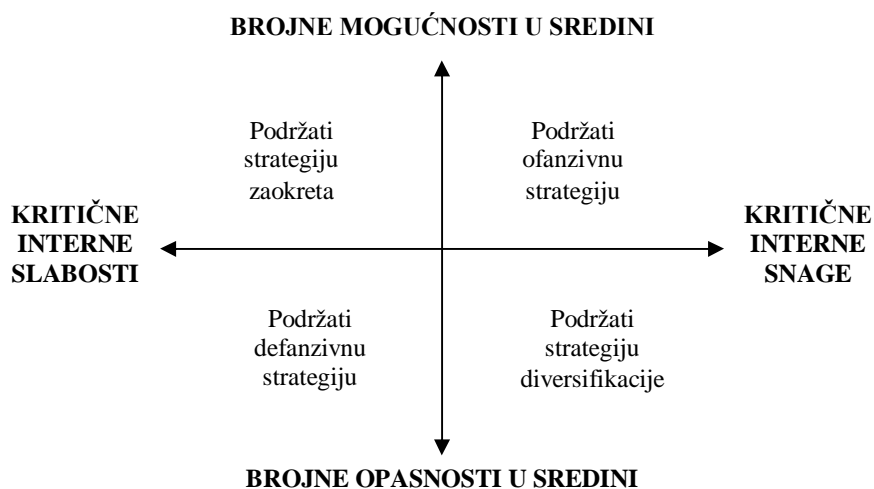 BROJNE MOGUĆNOSTI U SREDINI
Podržati
strategiju
zaokreta
Podržati
ofanzivnu
strategiju
KRITIČNE
INTERNE
SLABOSTI
KRITIČNE
INTERNE
SNAGE
Podržati
defanzivnu
strategiju
Podržati
strategiju
diversifikacije
BROJNE OPASNOSTI U SREDINI